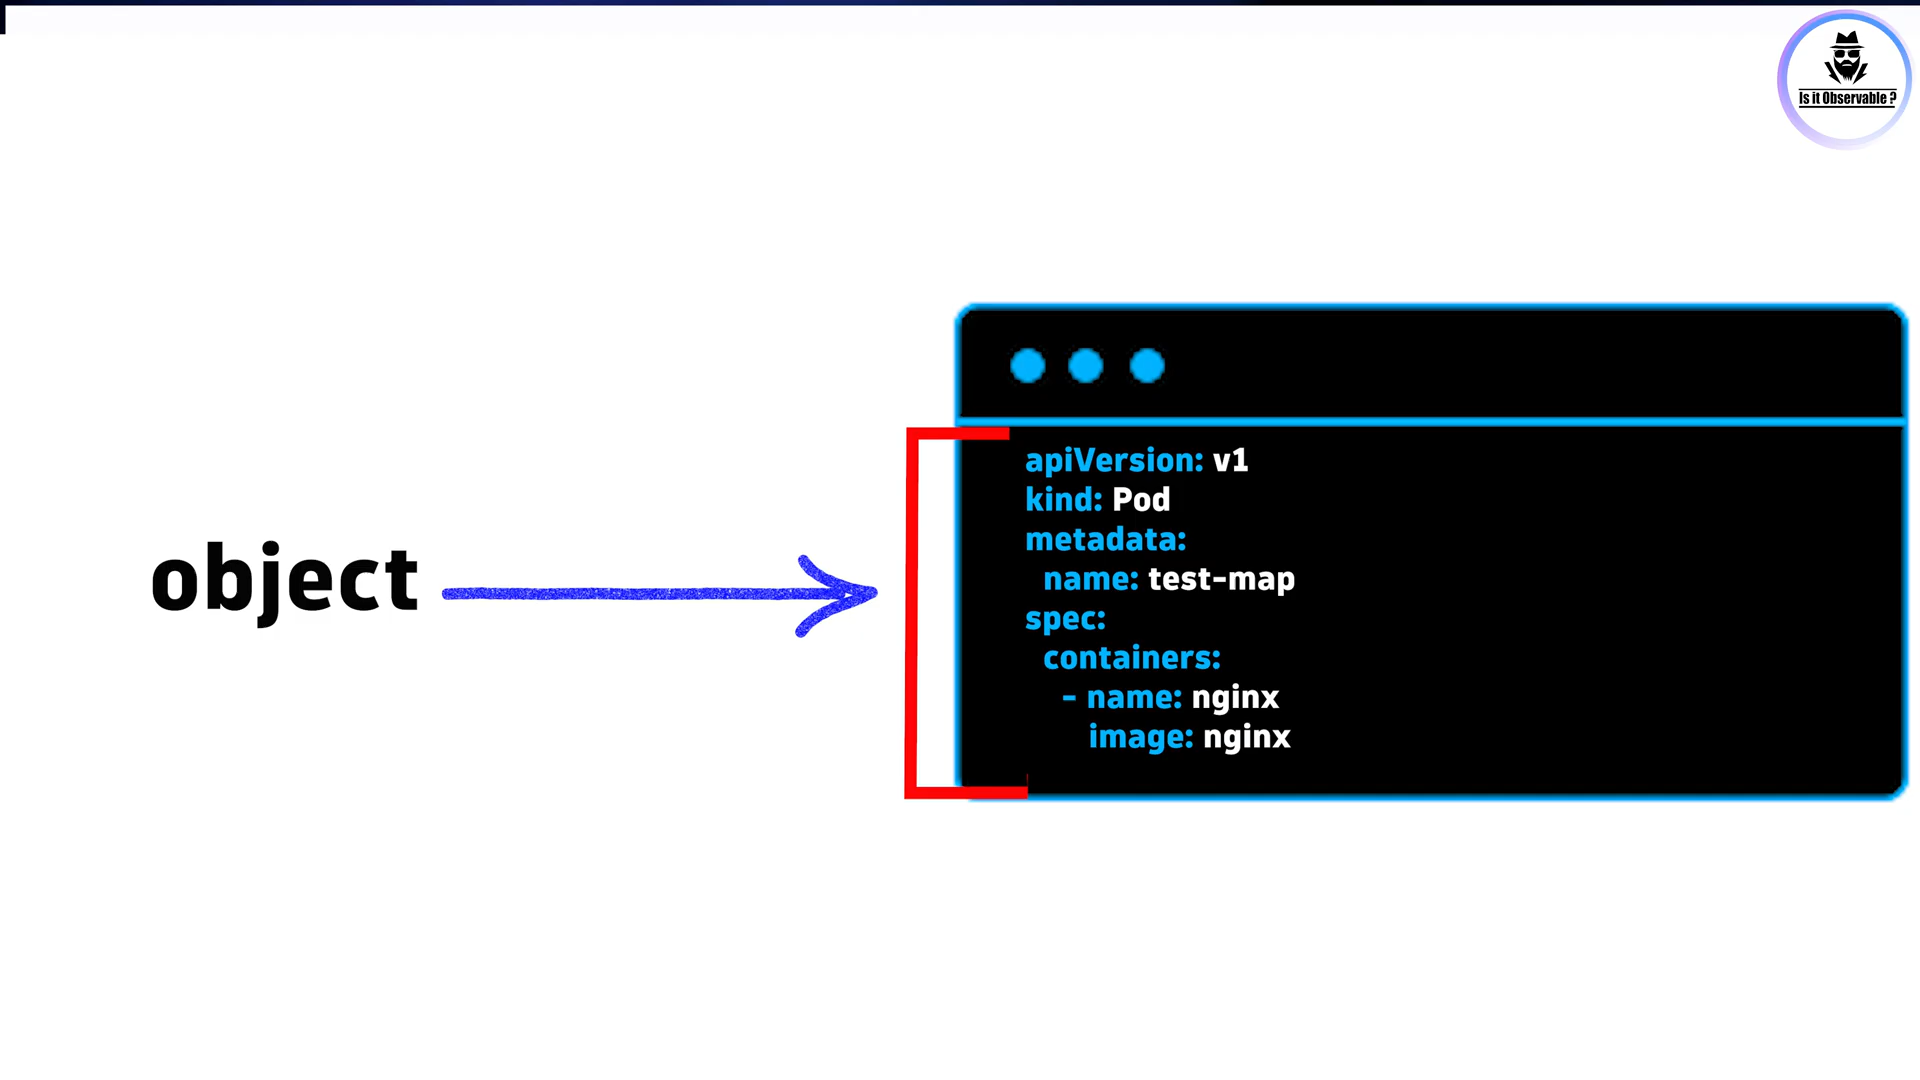 Is it Observable ?
object
apiVersion: v1
kind: Pod
metadata:
  name: test-map
spec:
  containers:
    - name: nginx
      image: nginx